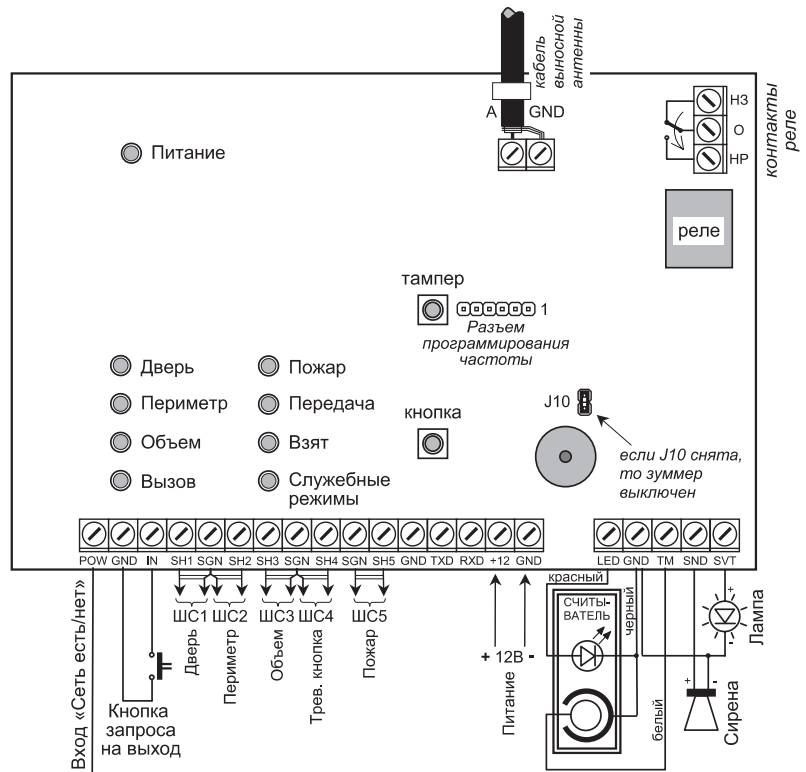 кабель
выносной
антенны
A GND
НЗ
О
НР
контакты
реле
Питание
реле
тампер
1
Разъем
программирования
частоты
Дверь
Пожар
Периметр
Передача
Объем
Взят
Вызов
Служебные
режимы
кнопка
J10
если J10 снята,
то зуммер
выключен
POW GND IN SH1 SGN SH2 SH3 SGN SH4 SGN SH5 GND TXD RXD +12 GND
LED GND TM SND SVT
Вход «Сеть есть/нет»
Кнопка
запроса
на выход
ШС1
Дверь
ШС2
Периметр
ШС3
Объем
ШС4
Трев. кнопка
ШС5
Пожар
+ 12В -
Питание
красный
СЧИТЫ-
ВАТЕЛЬ
черный
белый
+
-
Лампа
+
-
Сирена